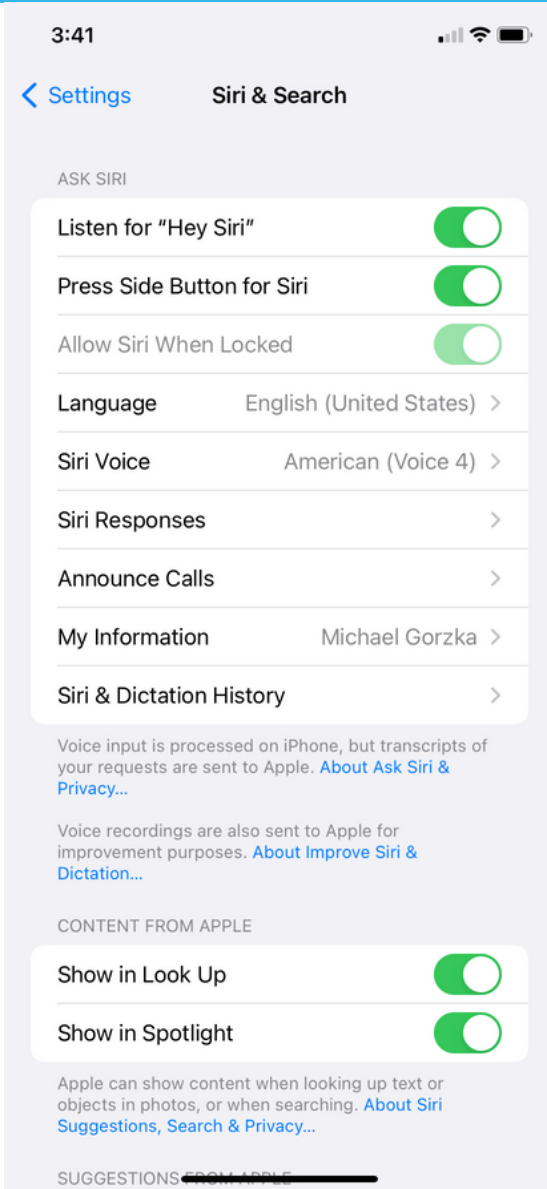 3:41
Settings
Siri & Search
ASK SIRI
Listen for “Hey Siri”
Press Side Button for Siri
Allow Siri When Locked
Language English (United States)
Siri Voice American (Voice 4)
Siri Responses
Announce Calls
My Information Michael Gorzka
Siri & Dictation History
Voice input is processed on iPhone, but transcripts of
your requests are sent to Apple. About Ask Siri &
Privacy...
Voice recordings are also sent to Apple for
improvement purposes. About Improve Siri &
Dictation...
CONTENT FROM APPLE
Show in Look Up
Show in Spotlight
Apple can show content when looking up text or
objects in photos, or when searching. About Siri
Suggestions, Search & Privacy...
SUGGESTIONS FROM APPLE